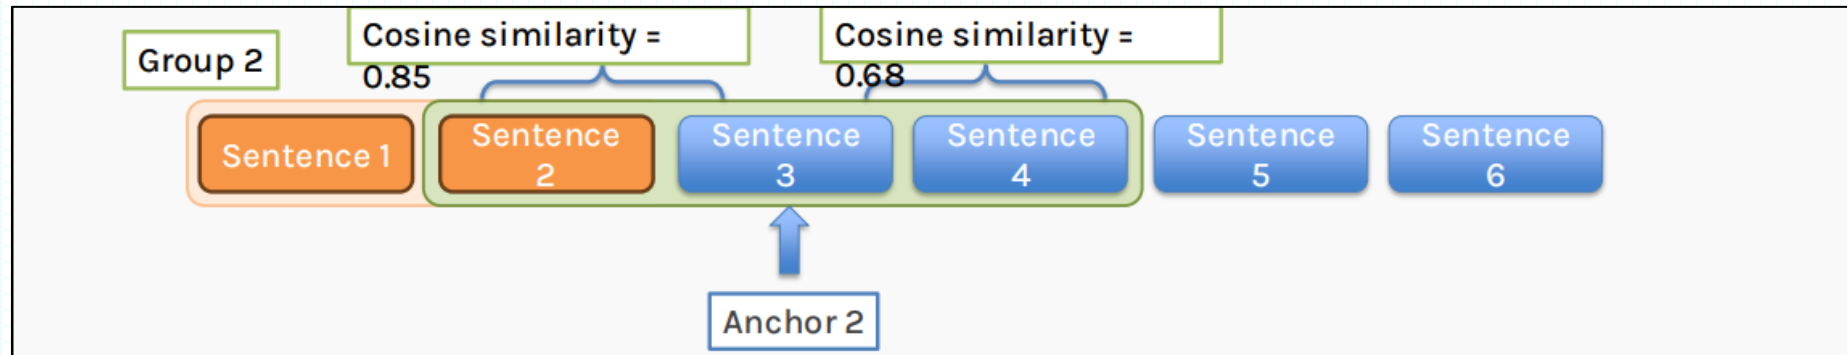 Group 2
Cosine similarity =
0.85
Cosine similarity =
0.68
Sentence 1
Sentence
2
Sentence
3
Sentence
4
Sentence
5
Sentence
6
Anchor 2